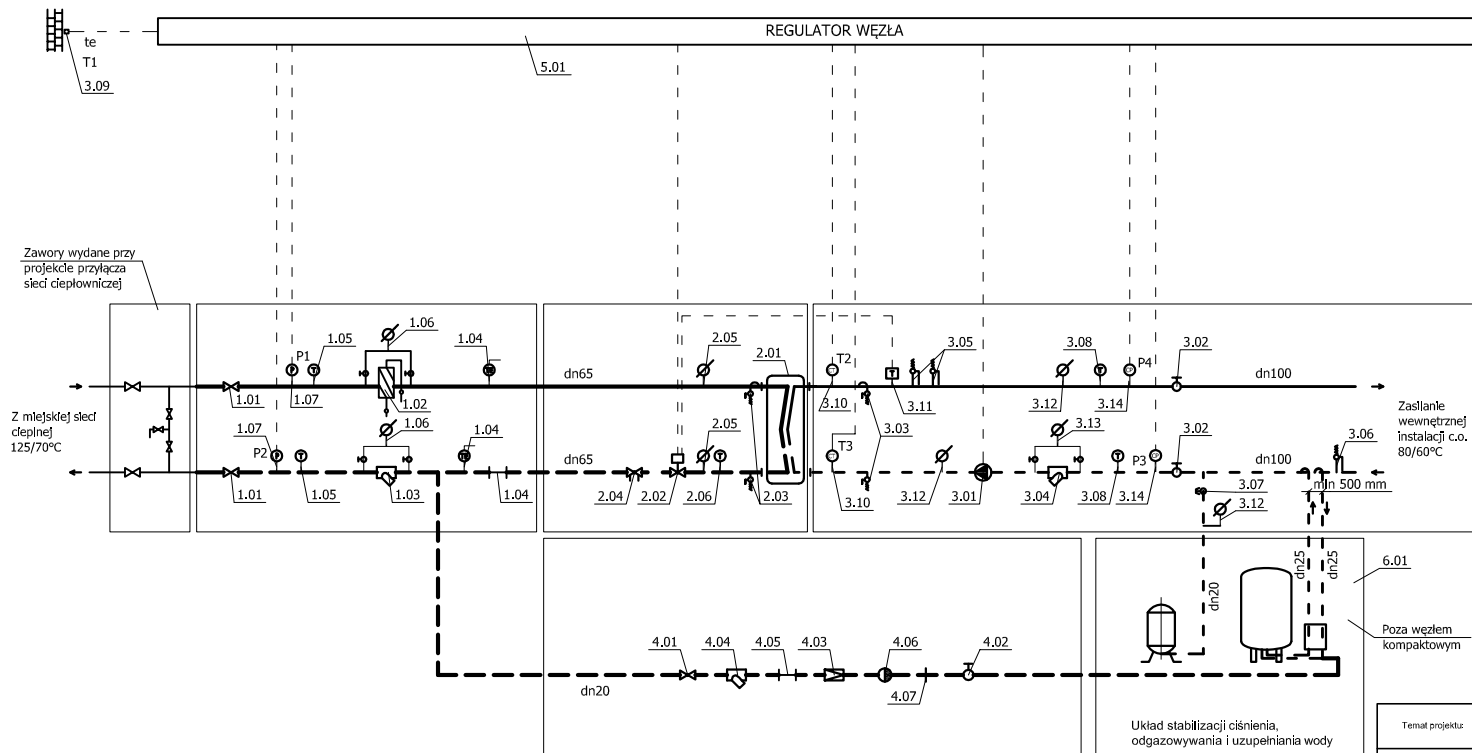 REGULATOR WĘZŁA
te
T1
3.09
5.01
Zawory wydane przy
projekcie przyłącza
sieci ciepłowniczej
1.06
1.05
P1
1.04
2.05
2.01
T2
3.05
3.08
P4
3.02
dn65
dn100
1.01
1.07
1.02
3.10
3.11
3.12
3.14
Z miejskiej sieci
cieplnej
125/70°C
Zasilanie
wewnętrznej
instalacji c.o.
80/60°C
1.07
1.06
1.04
2.05
T3
3.03
3.13
3.02
3.06
P2
dn65
P3
dn100
1.01
1.05
1.03
1.04
2.04
2.02
2.06
2.03
3.10
3.12
3.01
3.04
3.08
3.14
3.07
min 500 mm
3.12
dn20
dn25
dn25
6.01
Poza węzłem
kompaktowym
4.01
4.04
4.05
4.03
4.06
4.02
dn20
4.07
Układ stabilizacji ciśnienia,
odgazowywania i uzupełniania wody
Temat projektu: